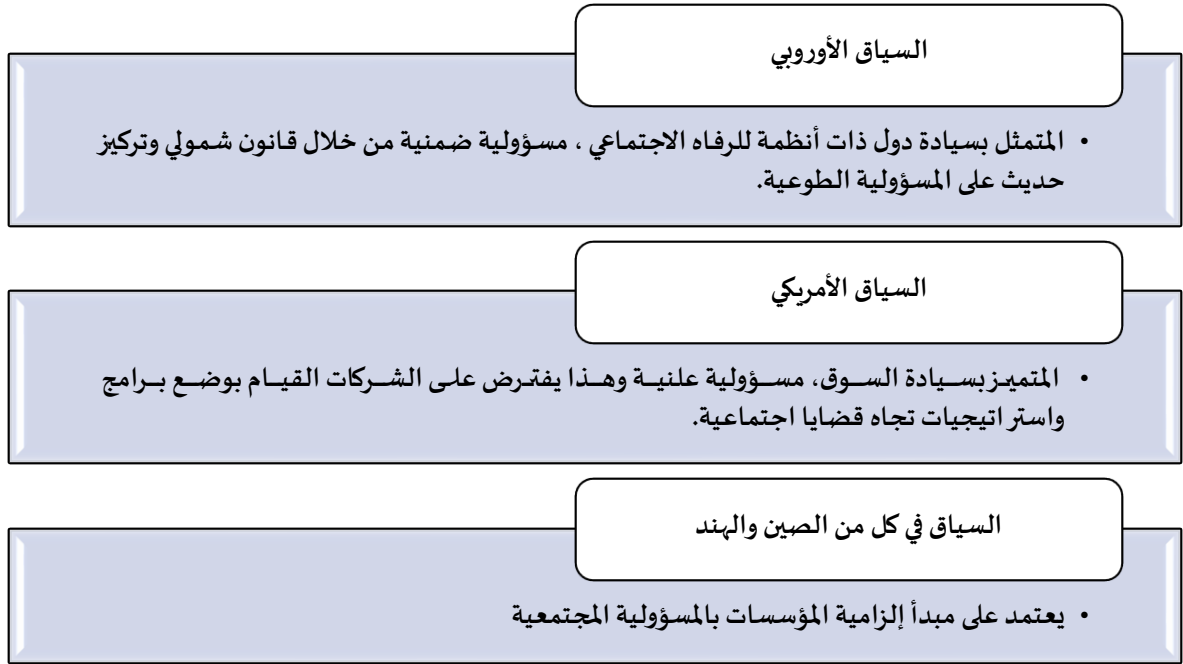 السياق الأوروبي
• المتمثل بسيادة دول ذات أنظمة للرفاه الاجتماعي ، مسؤولية ضمنية من خلال قانون شمولي وتركيز
حديث على المسؤولية الطوعية.
السياق الأمريكي
• المتميز بسيادة السوق، مسؤولية علنية وهذا يفترض على الشركات القيام بوضع برامج
واستراتيجيات تجاه قضايا اجتماعية.
السياق في كل من الصين والهند
• يعتمد على مبدأ إلزامية المؤسسات بالمسؤولية المجتمعية